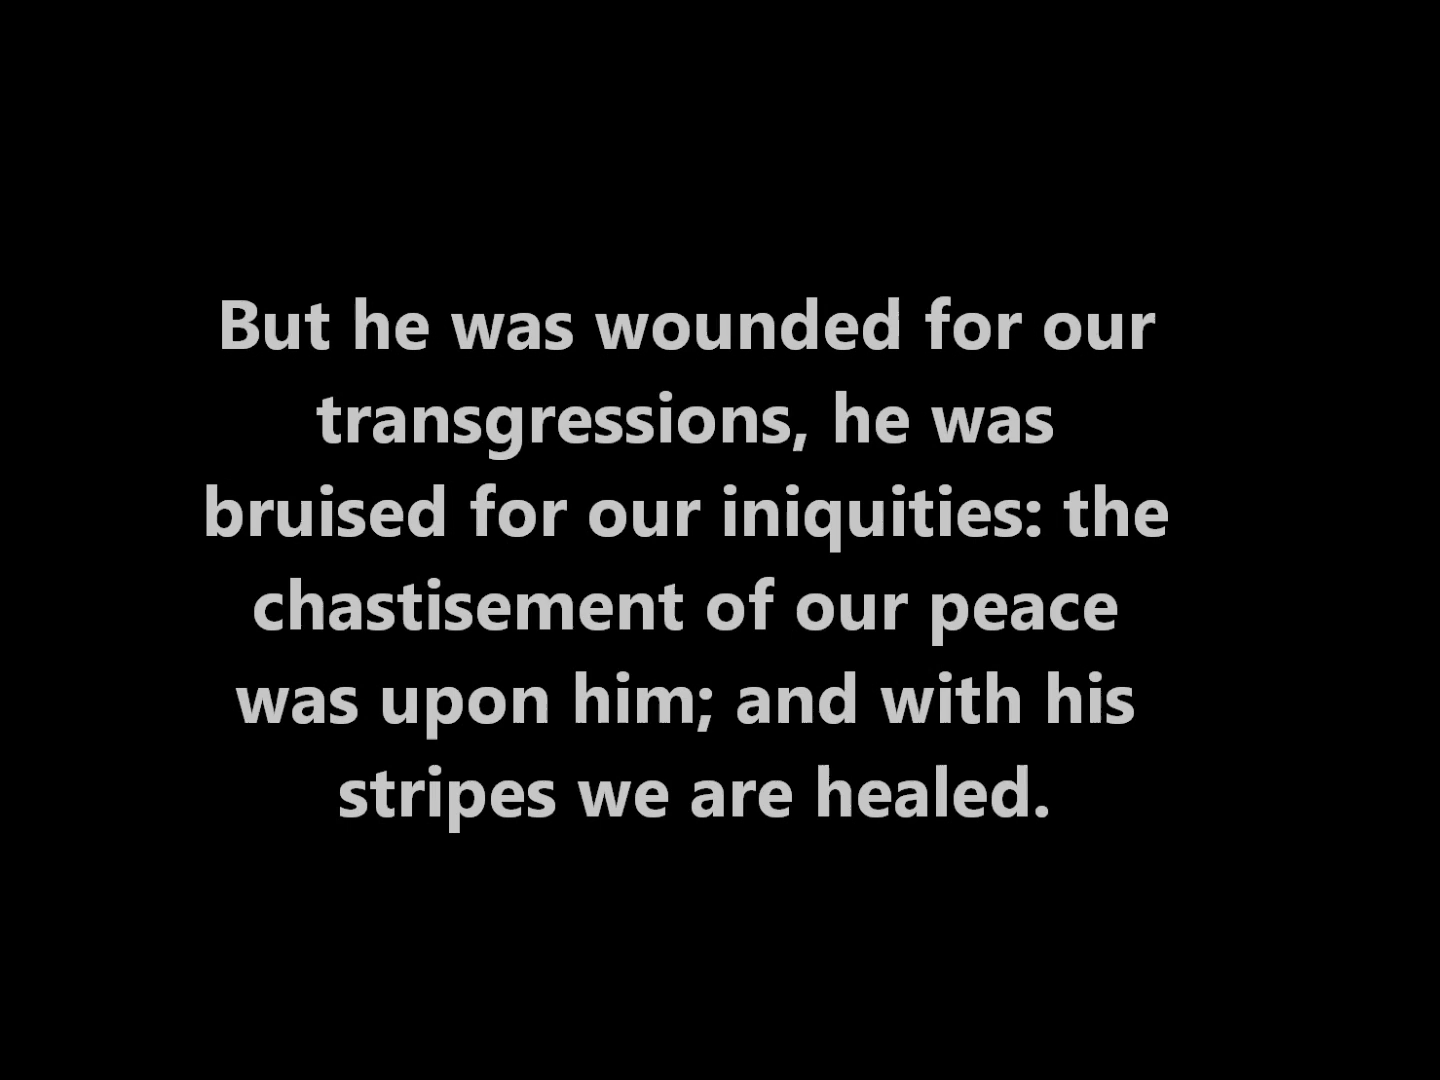 But he was wounded for our
transgressions, he was
bruised for our iniquities: the
chastisement of our peace
was upon him; and with his
stripes we are healed.